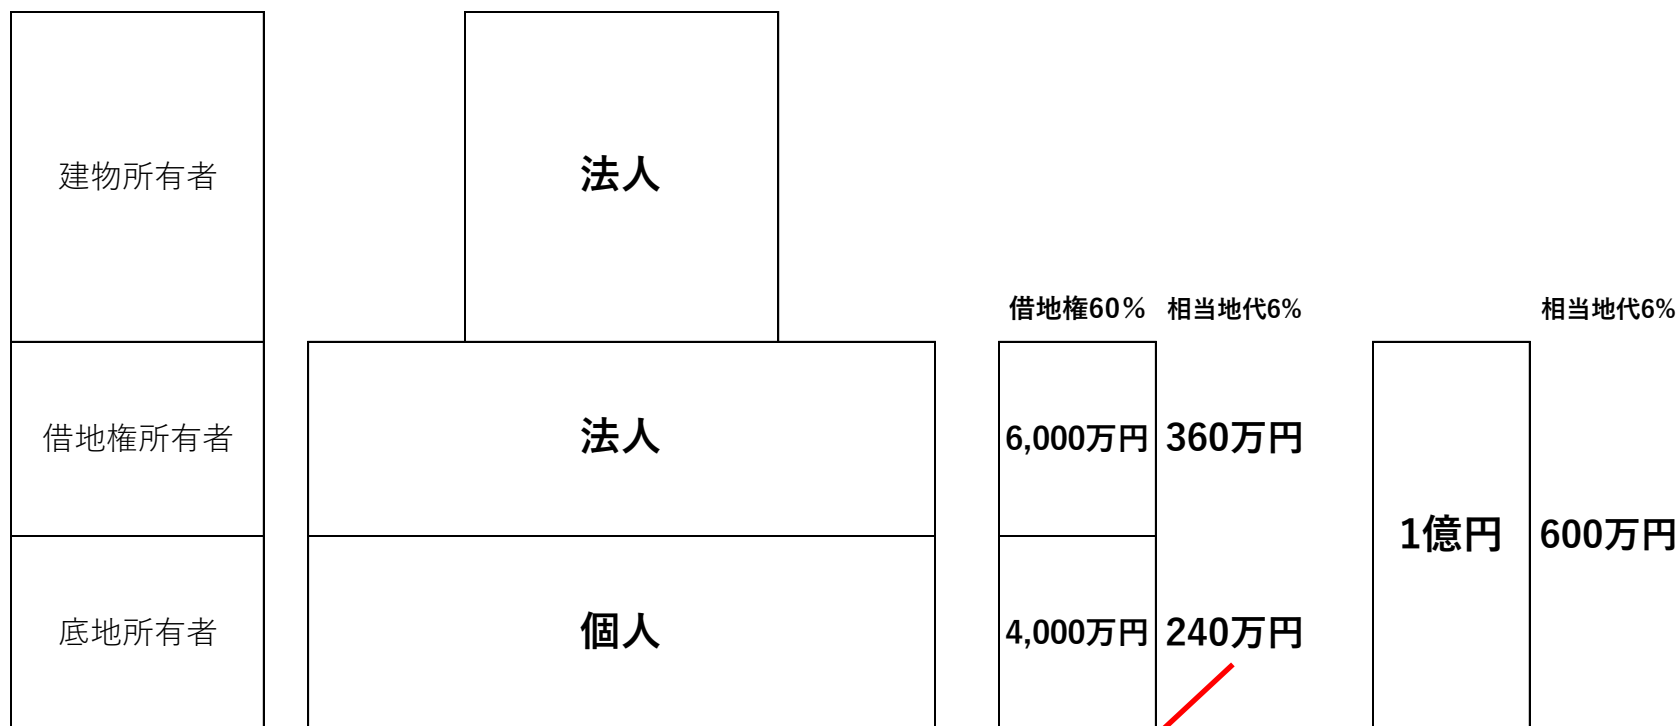 建物所有者
法人
借地権60%
相当地代6%
相当地代6%
借地権所有者
法人
6,000万円
360万円
1億円
600万円
底地所有者
個人
4,000万円
240万円